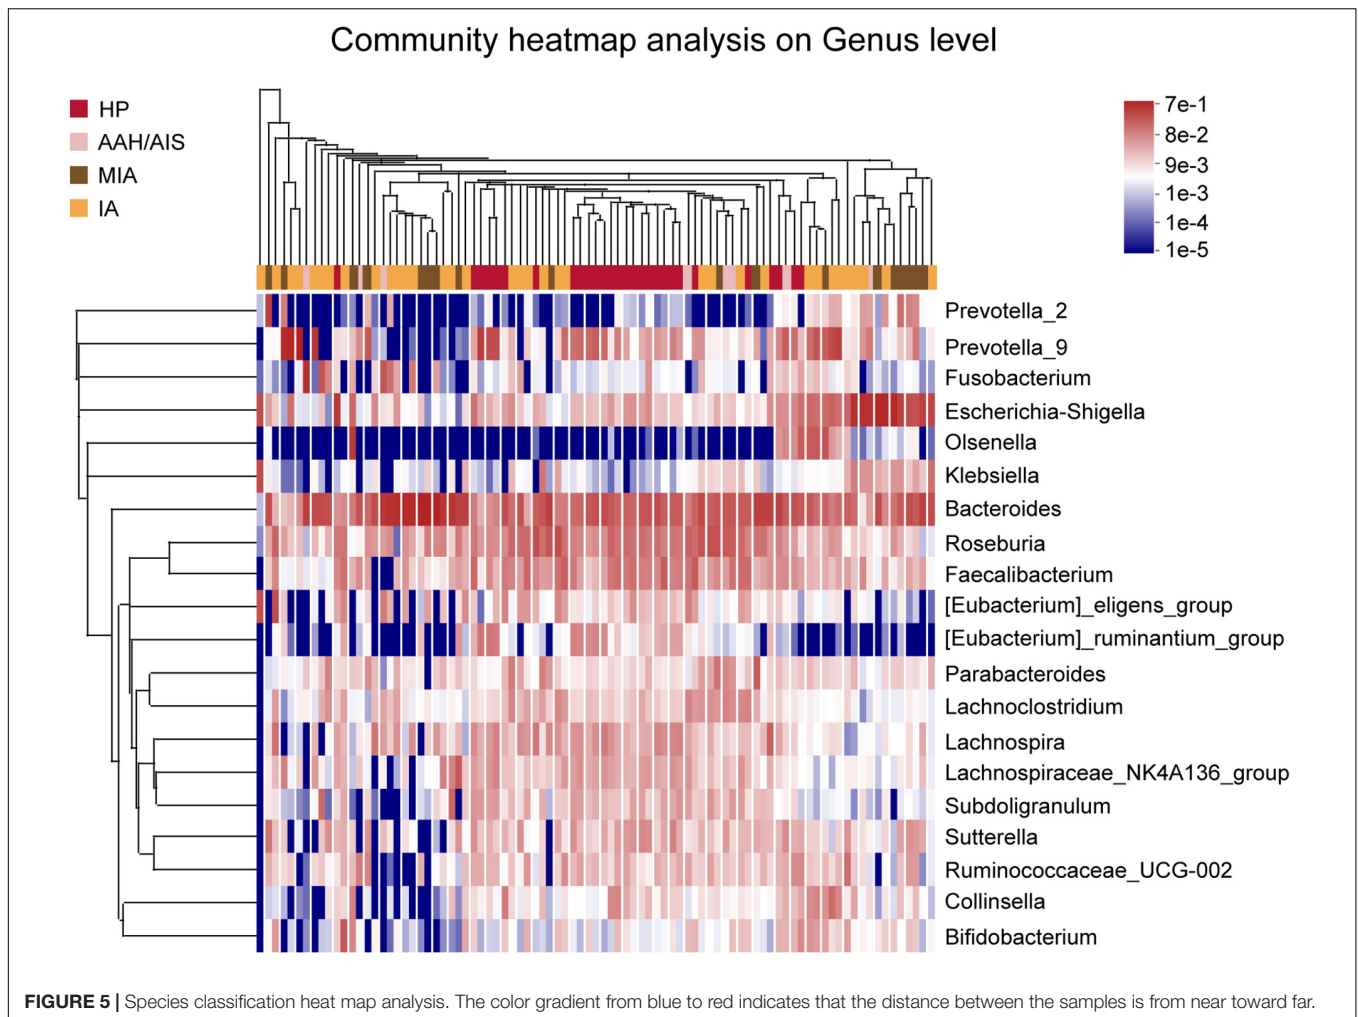 Community heatmap analysis on Genus level
HP
AAH/AIS
MIA
IA
7e-1
8e-2
9e-3
1e-3
1e-4
1e-5
Prevotella_2
Prevotella_9
Fusobacterium
Escherichia-Shigella
Olsenella
Klebsiella
Bacteroides
Roseburia
Faecalibacterium
[Eubacterium]_eligens_group
[Eubacterium]_ruminantium_group
Parabacteroides
Lachnoclostridium
Lachnospira
Lachnospiraceae_NK4A136_group
Subdoligranulum
Sutterella
Ruminococcaceae_UCG-002
Collinsella
Bifidobacterium
FIGURE 5 | Species classification heat map analysis. The color gradient from blue to red indicates that the distance between the samples is from near toward far.